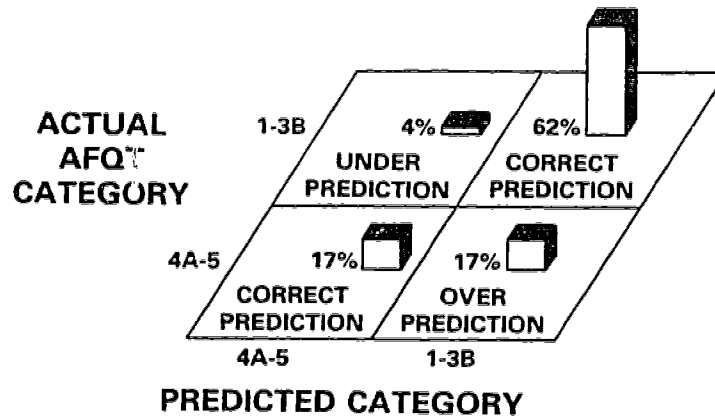 ACTUAL
AFQT
CATEGORY
1-3B
4%
62%
UNDER
PREDICTION
CORRECT
PREDICTION
4A-5
17%
17%
CORRECT
PREDICTION
OVER
PREDICTION
4A-5
1-3B
PREDICTED CATEGORY